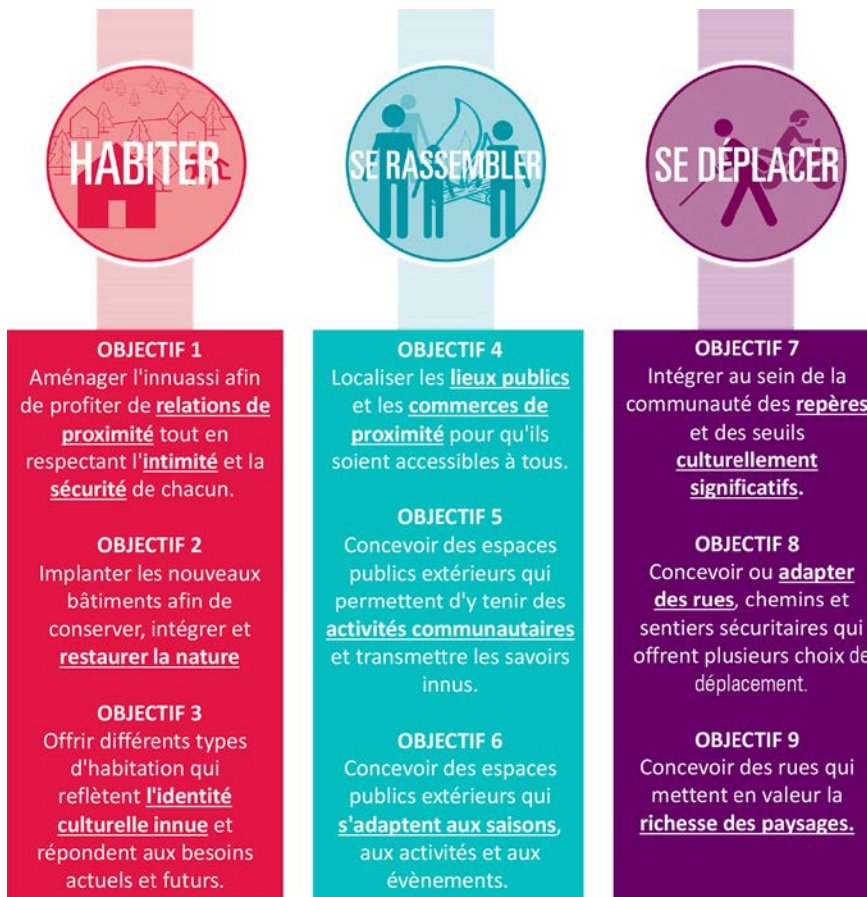 HABITER
OBJECTIF 1
Aménager l'innuassi afin
de profiter de relations de
proximité tout en
respectant l'intimité et la
sécurité de chacun.
OBJECTIF 2
Implanter les nouveaux
bâtiments afin de
conserver, intégrer et
restaurer la nature
OBJECTIF 3
Offrir différents types
d'habitation qui
reflètent l'identité
culturelle innue et
répondent aux besoins
actuels et futurs.
SE RASSEMBLER
OBJECTIF 4
Localiser les lieux publics
et les commerces de
proximité pour qu'ils
soient accessibles à tous.
OBJECTIF 5
Concevoir des espaces
publics extérieurs qui
permettent d'y tenir des
activités communautaires
et transmettre les savoirs
innus.
OBJECTIF 6
Concevoir des espaces
publics extérieurs qui
s'adaptent aux saisons,
aux activités et aux
évènements.
SE DÉPLACER
OBJECTIF 7
Intégrer au sein de la
communauté des repères
et des seuils
culturellement
significatifs.
OBJECTIF 8
Concevoir ou adapter
des rues, chemins et
sentiers sécuritaires qui
offrent plusieurs choix de
déplacement.
OBJECTIF 9
Concevoir des rues qui
mettent en valeur la
richesse des paysages.